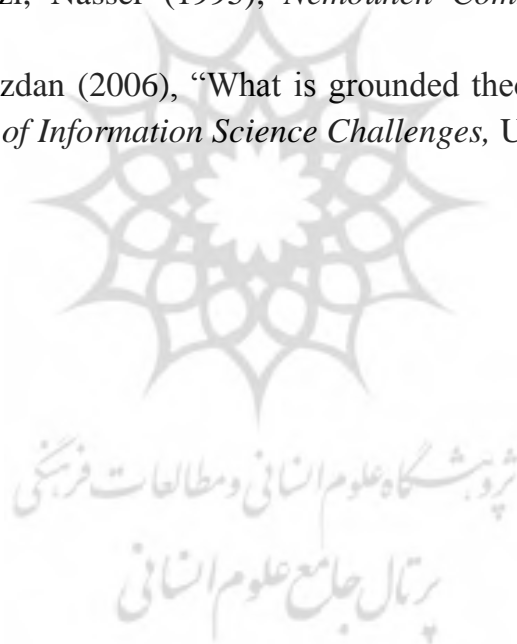 zi, Nasser (1995), Nemouneh Com
zdan (2006), “What is grounded theo
of Information Science Challenges, U
پژوهشگاه علوم انسانی و مطالعات فرهنگی
پرتال جامع علوم انسانی